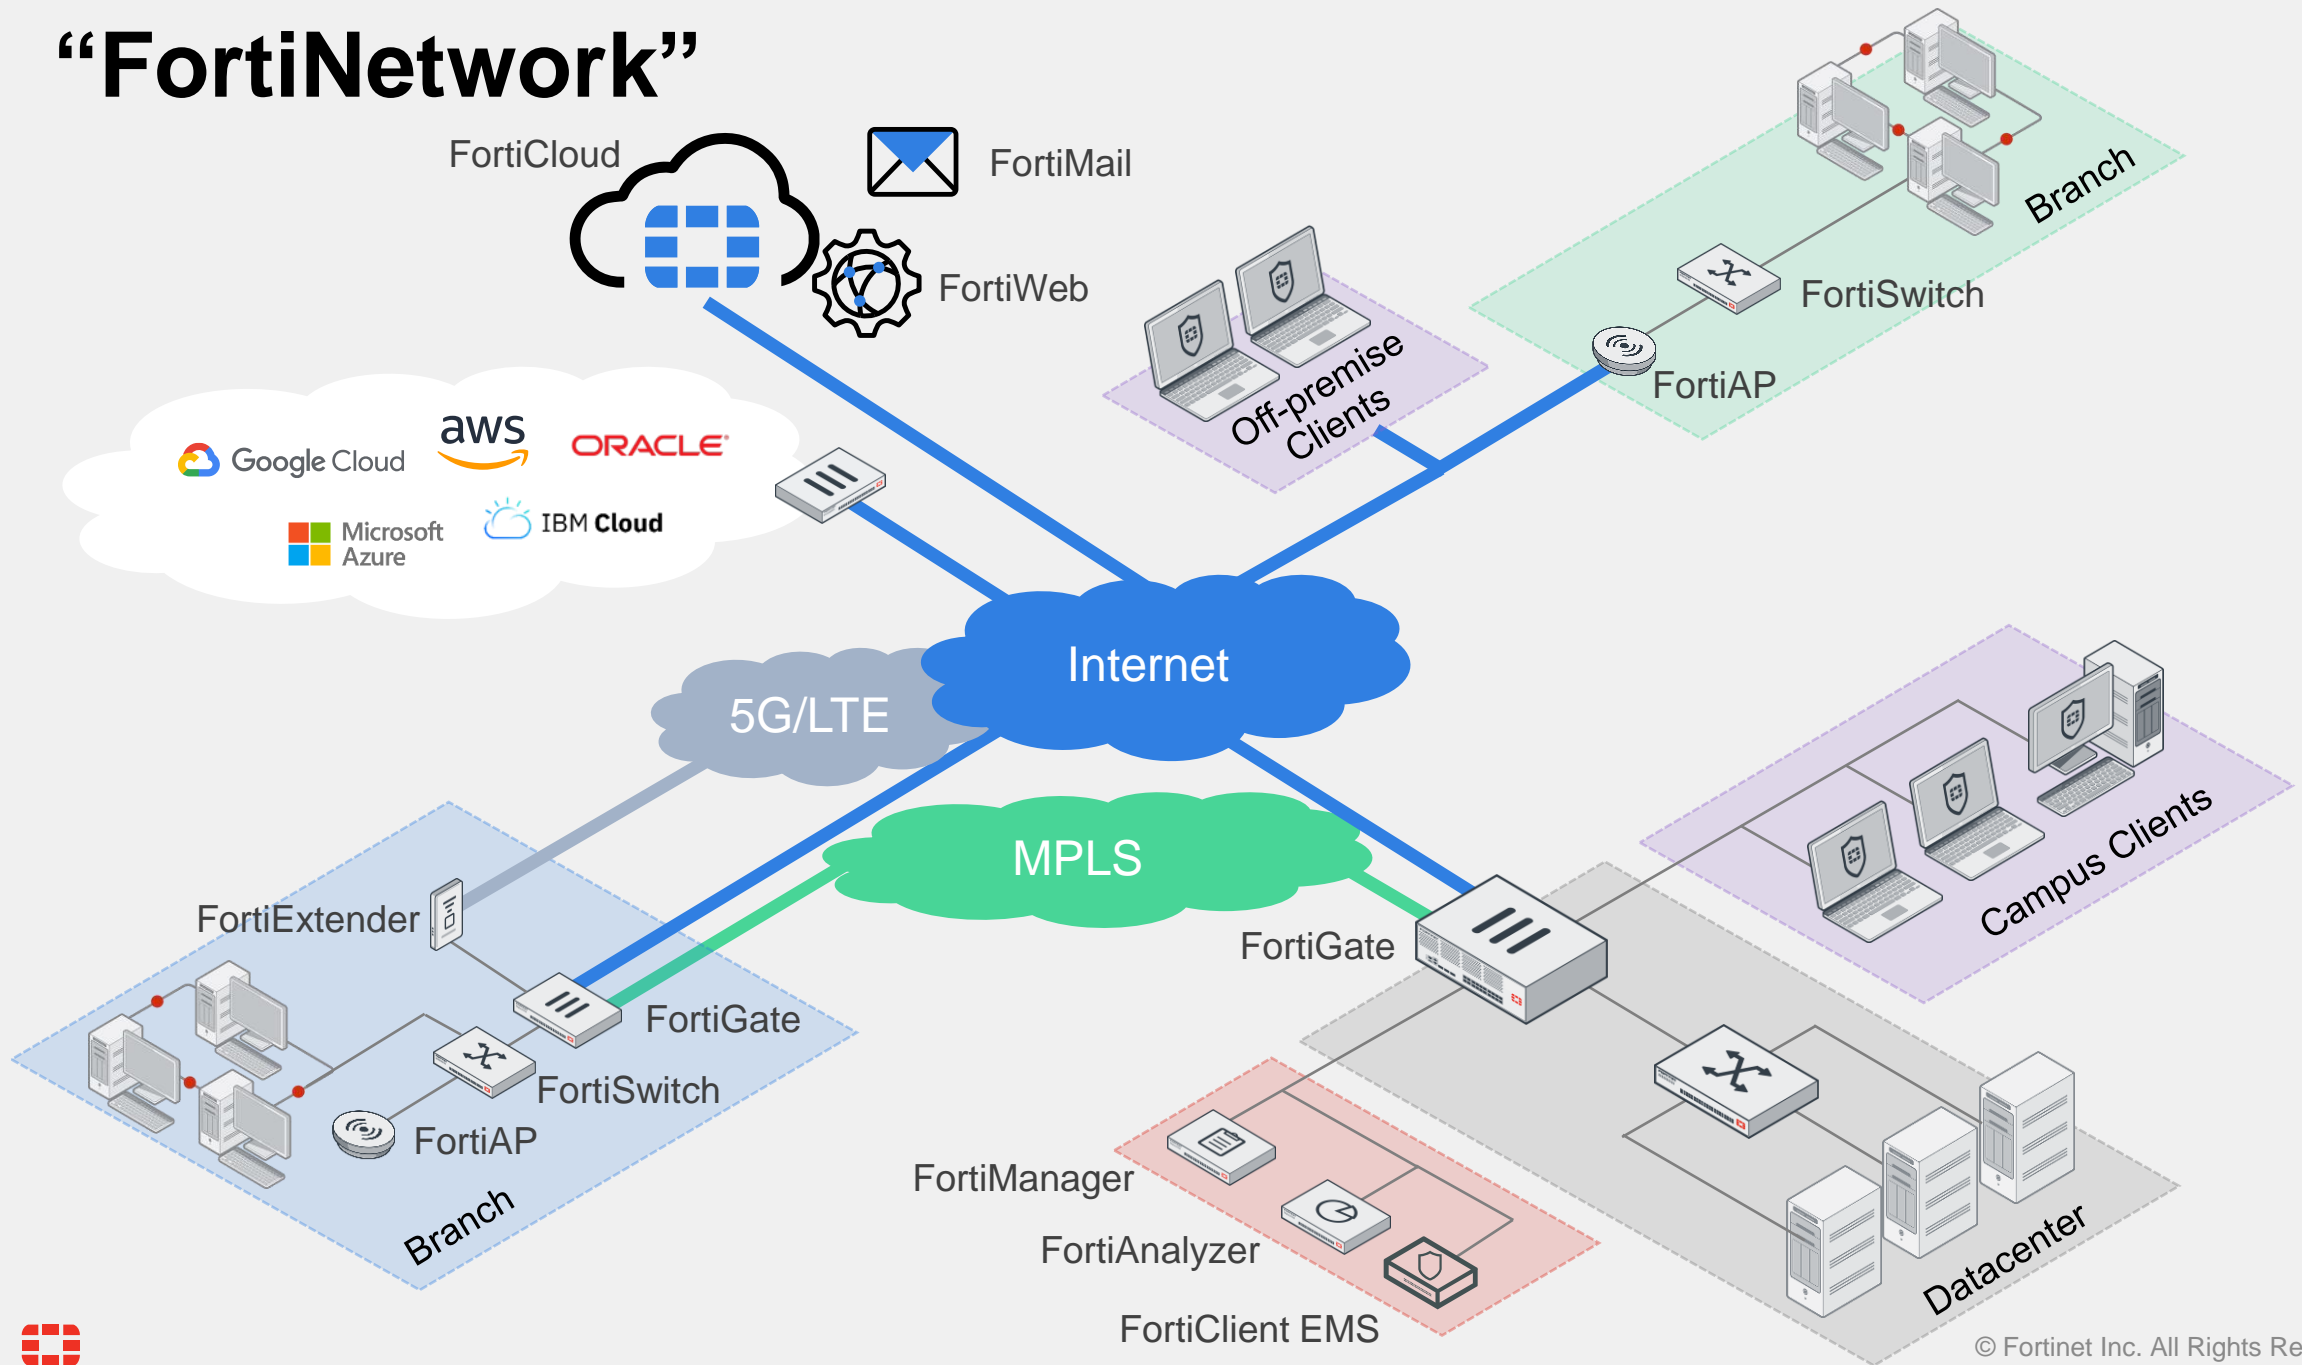 “FortiNetwork”
FortiCloud
FortiMail
FortiWeb
Branch
FortiSwitch
FortiAP
Off-premise
Clients
Google Cloud
aws
ORACLE
Microsoft
Azure
IBM Cloud
Internet
5G/LTE
MPLS
Campus Clients
FortiExtender
FortiGate
FortiGate
FortiSwitch
FortiAP
Branch
FortiManager
FortiAnalyzer
FortiClient EMS
Datacenter
© Fortinet Inc. All Rights Re